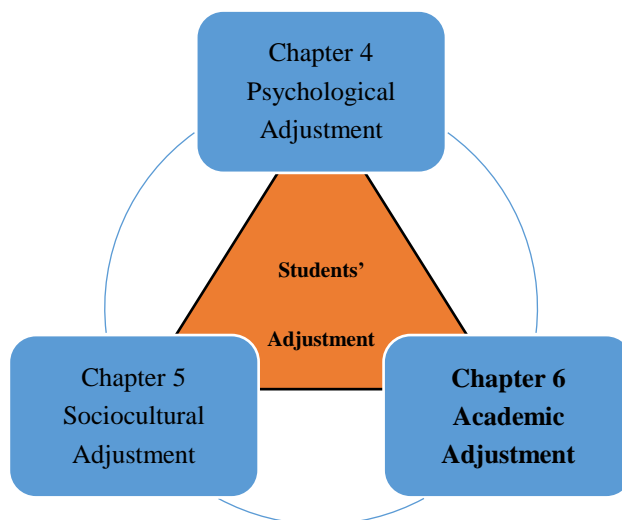 Chapter 4
Psychological
Adjustment
Students’
Adjustment
Chapter 5
Sociocultural
Adjustment
Chapter 6
Academic
Adjustment